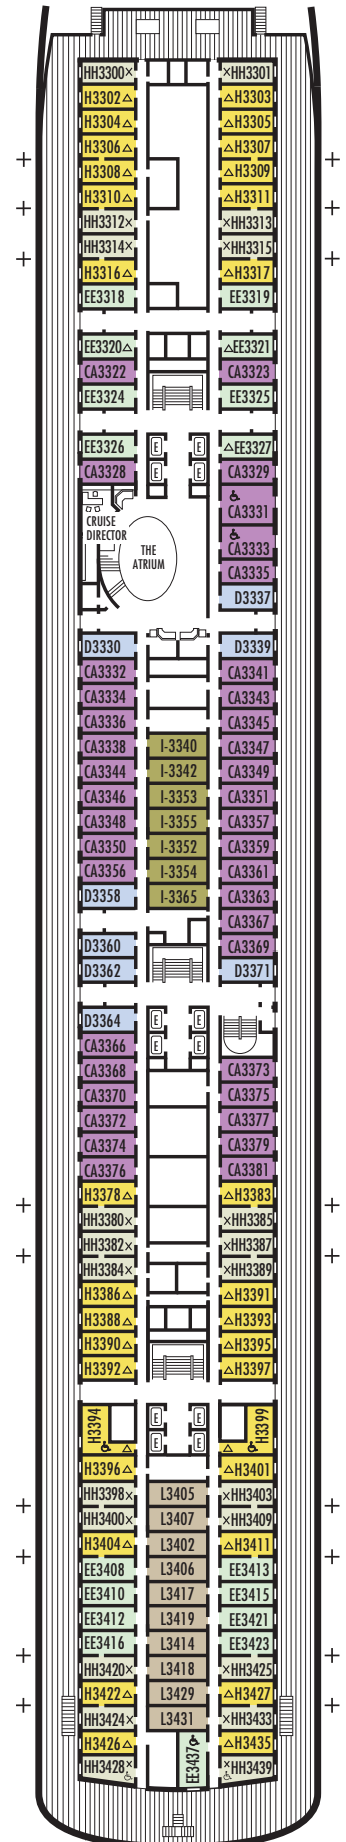 HH3300× ×HH3301
H3302△ △H3303
H3304△ △H3305
H3306△ △H3307
H3308△ △H3309
H3310△ △H3311
HH3312× ×HH3313
HH3314× ×HH3315
H3316△ △H3317
EE3318 EE3319
EE3320△ △EE3321
CA3322 CA3323
EE3324 EE3325
EE3326 E E △EE3327
CA3328 E E CA3329
CA3331
CRUISE
DIRECTOR
THE
ATRIUM
CA3333
CA3335
D3337
D3330 D3339
CA3332 CA3341
CA3334 CA3343
CA3336 CA3345
CA3338 I-3340 CA3347
CA3344 I-3342 CA3349
CA3346 I-3353 CA3351
CA3348 I-3355 CA3357
CA3350 I-3352 CA3359
CA3356 I-3354 CA3361
D3358 I-3365 CA3363
CA3367
D3360 CA3369
D3362 D3371
D3364 E E
CA3366 E E
CA3368 CA3373
CA3370 CA3375
CA3372 CA3377
CA3374 CA3379
CA3376 CA3381
H3378△ △H3383
HH3380× ×HH3385
HH3382× ×HH3387
HH3384× ×HH3389
H3386△ △H3391
H3388△ △H3393
H3390△ △H3395
H3392△ △H3397
H3394 △ E E △ H3399
E E
H3396△ △H3401
HH3398× L3405 ×HH3403
HH3400× L3407 ×HH3409
H3404△ L3402 △H3411
EE3408 L3406 EE3413
EE3410 L3417 EE3415
EE3412 L3419 EE3421
EE3416 L3414 EE3423
HH3420× L3418 ×HH3425
H3422△ L3429 △H3427
HH3424× L3431 ×HH3433
H3426△ △H3435
HH3428× EE3437 ×HH3439